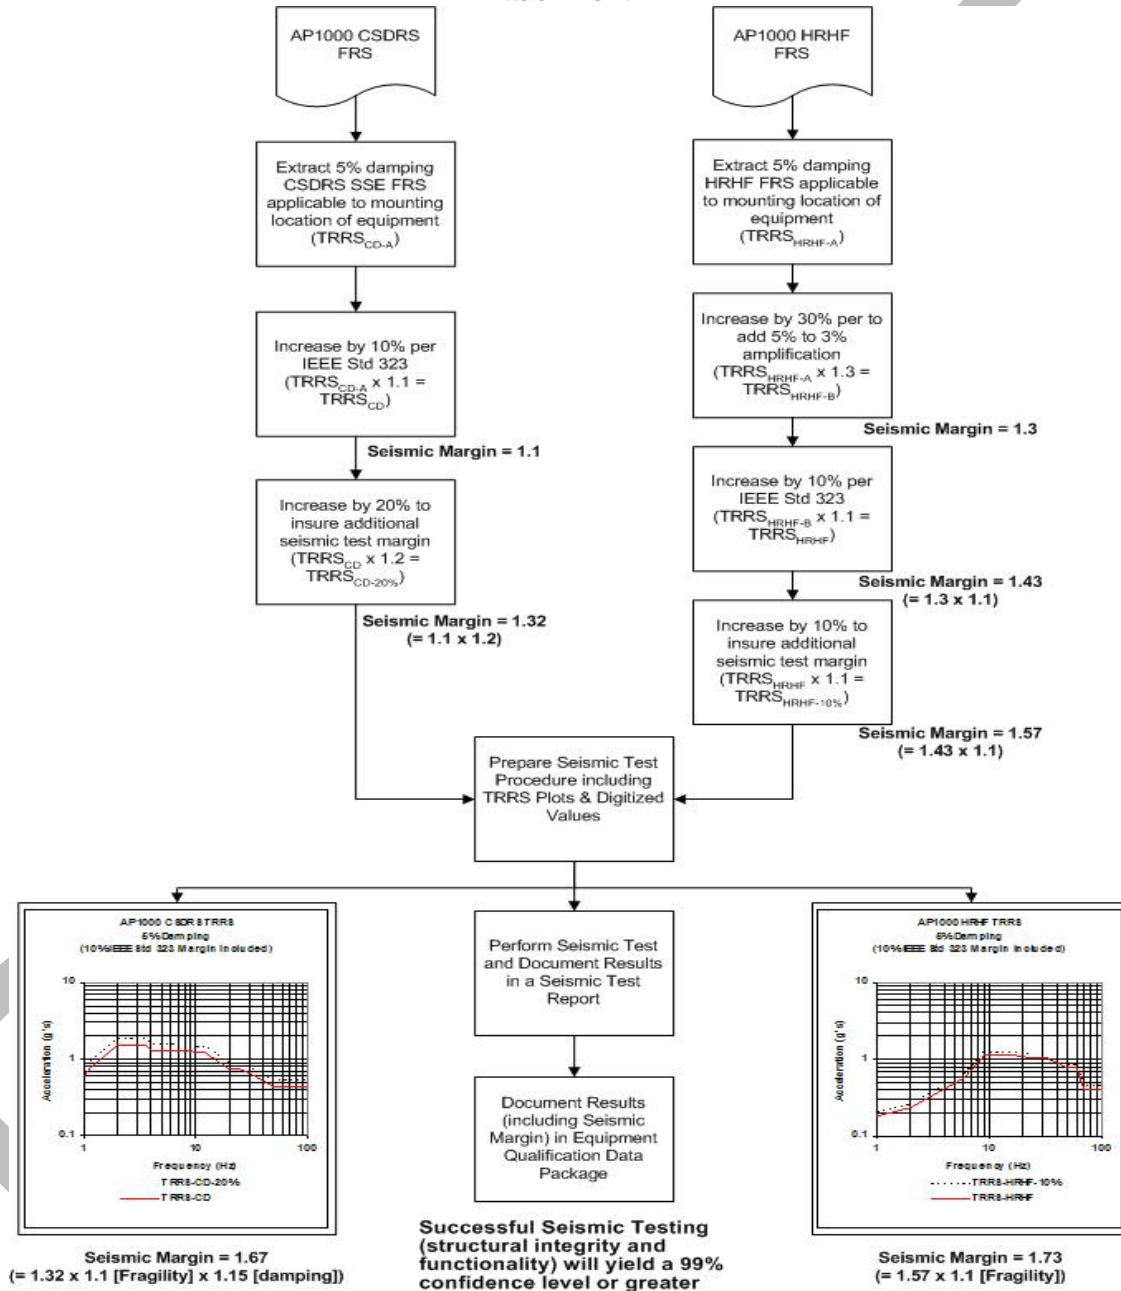 AP1000 CSDRS
FRS
AP1000 HRHF
FRS
Extract 5% damping
CSDRS SSE FRS
applicable to mounting
location of equipment
(TRRS_CD-A)
Extract 5% damping
HRHF FRS applicable
to mounting location of
equipment
(TRRS_HRHF-A)
Increase by 10% per
IEEE Std 323
(TRRS_CD-A x 1.1 =
TRRS_CD)
Seismic Margin = 1.1
Increase by 30% per to
add 5% to 3%
amplification
(TRRS_HRHF-A x 1.3 =
TRRS_HRHF-B)
Seismic Margin = 1.3
Increase by 20% to
insure additional
seismic test margin
(TRRS_CD x 1.2 =
TRRS_CD-20%)
Seismic Margin = 1.32
(= 1.1 x 1.2)
Increase by 10% per
IEEE Std 323
(TRRS_HRHF-B x 1.1 =
TRRS_HRHF)
Seismic Margin = 1.43
(= 1.3 x 1.1)
Increase by 10% to
insure additional
seismic test margin
(TRRS_HRHF x 1.1 =
TRRS_HRHF-10%)
Seismic Margin = 1.57
(= 1.43 x 1.1)
Prepare Seismic Test
Procedure including
TRRS Plots & Digitized
Values
AP1000 CSDRS TRRS
5% Damping
(10% IEEE Std 323 Margin Included)
10
1
0.1
Acceleration (g's)
1 10 100
Frequency (Hz)
TRRS-CD-20%
TRRS-CD
Seismic Margin = 1.67
(= 1.32 x 1.1 [Fragility] x 1.15 [damping])
Perform Seismic Test
and Document Results
in a Seismic Test
Report
Document Results
(including Seismic
Margin) in Equipment
Qualification Data
Package
Successful Seismic Testing
(structural integrity and
functionality) will yield a 99%
confidence level or greater
AP1000 HRHF TRRS
5% Damping
(10% IEEE Std 323 Margin Included)
10
1
0.1
Acceleration (g's)
1 10 100
Frequency (Hz)
TRRS-HRHF-10%
TRRS-HRHF
Seismic Margin = 1.73
(= 1.57 x 1.1 [Fragility])